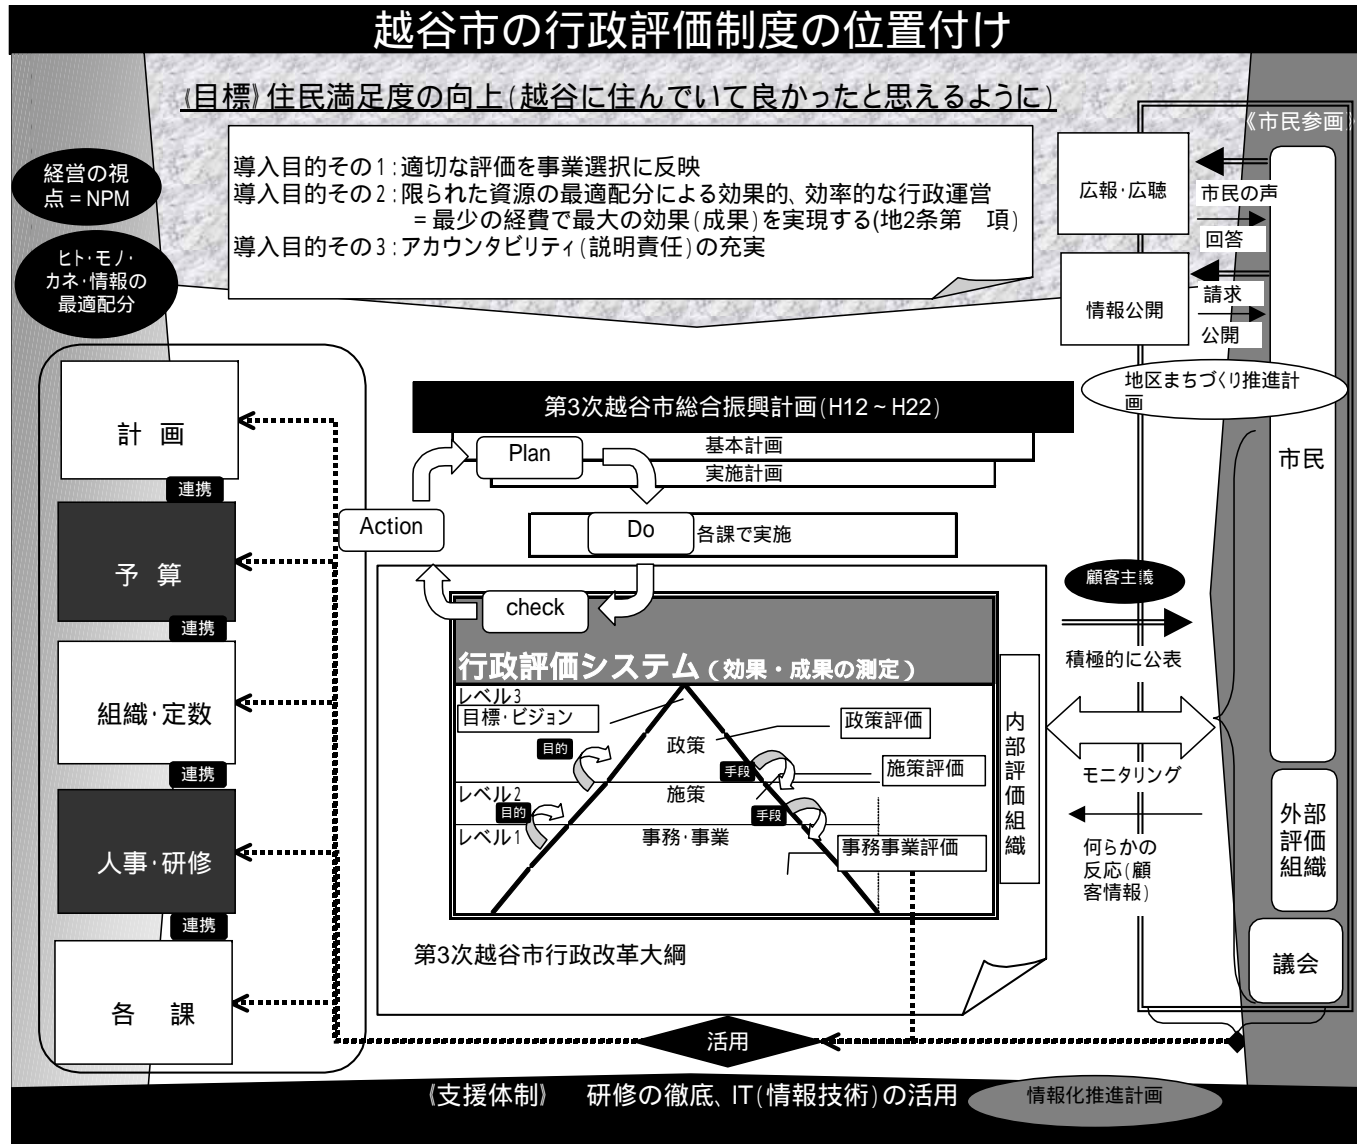 越谷市の行政評価制度の位置付け
《目標》住民満足度の向上(越谷に住んでいて良かったと思えるように)
導入目的その1:適切な評価を事業選択に反映
導入目的その2:限られた資源の最適配分による効果的、効率的な行政運営
=最少の経費で最大の効果(成果)を実現する(地2条第　項)
導入目的その3:アカウンタビリティ(説明責任)の充実
経営の視
点=NPM
ヒト・モノ・
カネ・情報の
最適配分
《市民参画》
広報・広聴
市民の声
回答
情報公開
請求
公開
地区まちづくり推進計
画
市民
計　画
連携
予　算
連携
組織・定数
連携
人事・研修
連携
各　課
第3次越谷市総合振興計画(H12～H22)
基本計画
実施計画
Plan
Do
各課で実施
Action
check
行政評価システム(効果・成果の測定)
レベル3
目標・ビジョン
目的
政策
政策評価
手段
施策評価
レベル2
目的
施策
手段
レベル1
事務・事業
事務事業評価
内
部
評
価
組
織
第3次越谷市行政改革大綱
顧客主義
積極的に公表
モニタリング
何らかの
反応(顧
客情報)
外部
評価
組織
議会
活用
《支援体制》　研修の徹底、IT(情報技術)の活用
情報化推進計画